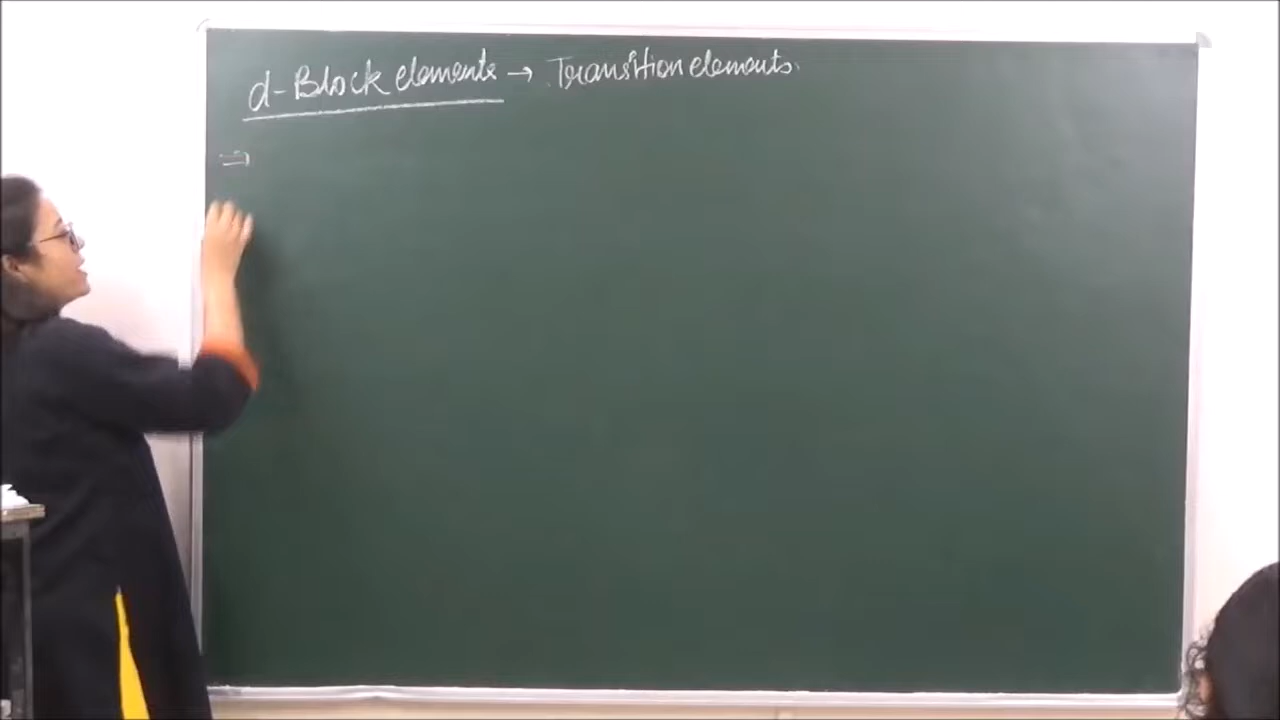 d-Block elements → Transition elements.
⇒